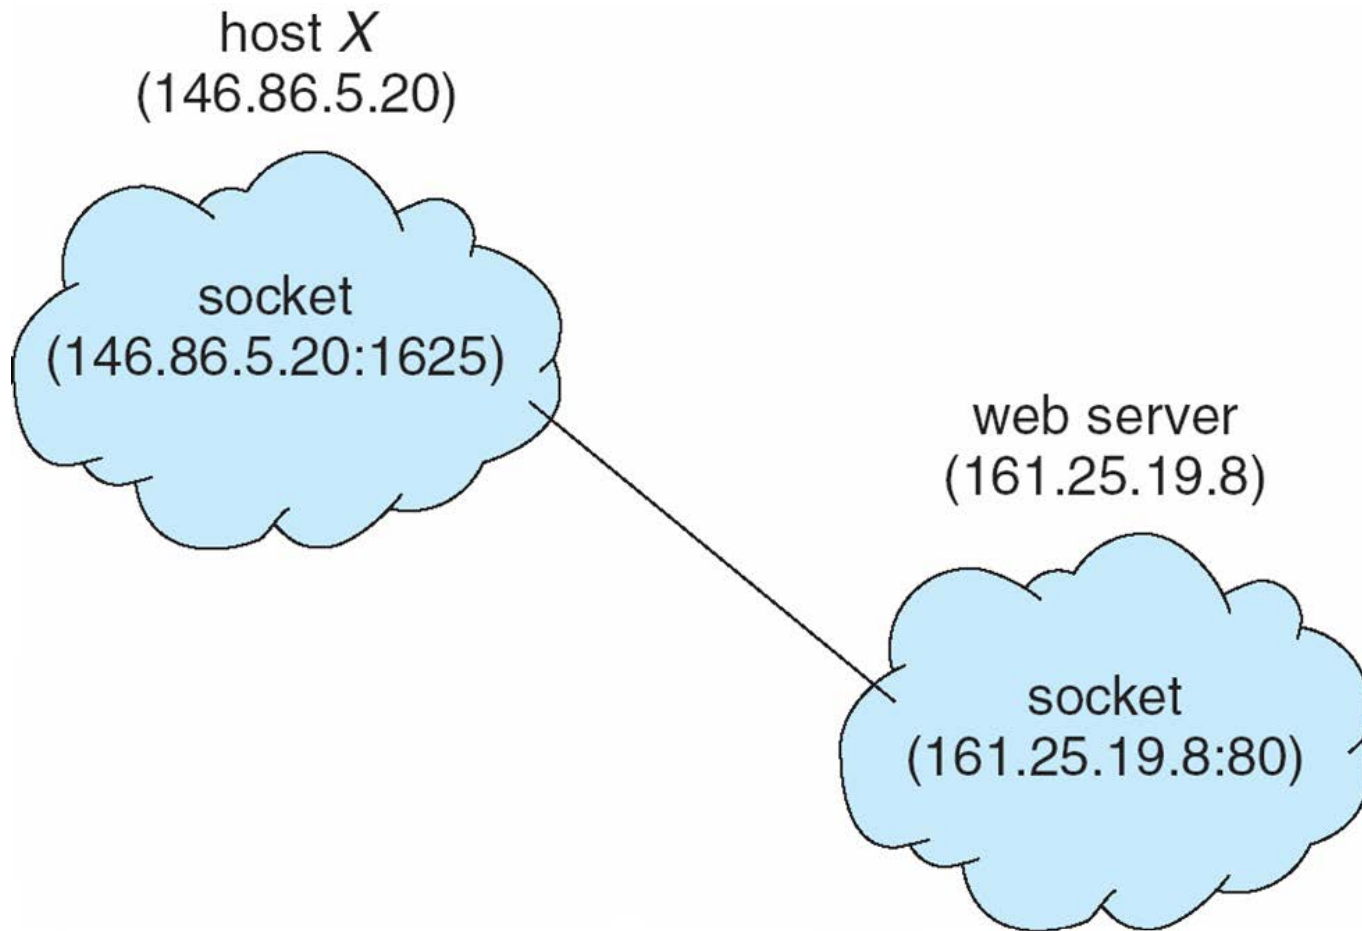 host X
(146.86.5.20)
socket
(146.86.5.20:1625)
web server
(161.25.19.8)
socket
(161.25.19.8:80)